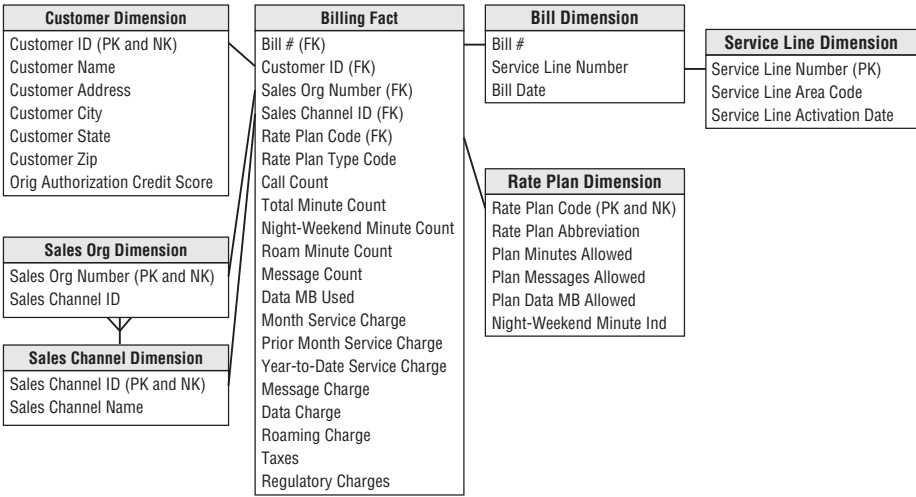 Customer Dimension
Customer ID (PK and NK)
Customer Name
Customer Address
Customer City
Customer State
Customer Zip
Orig Authorization Credit Score
Sales Org Dimension
Sales Org Number (PK and NK)
Sales Channel ID
Sales Channel Dimension
Sales Channel ID (PK and NK)
Sales Channel Name
Billing Fact
Bill # (FK)
Customer ID (FK)
Sales Org Number (FK)
Sales Channel ID (FK)
Rate Plan Code (FK)
Rate Plan Type Code
Call Count
Total Minute Count
Night-Weekend Minute Count
Roam Minute Count
Message Count
Data MB Used
Month Service Charge
Prior Month Service Charge
Year-to-Date Service Charge
Message Charge
Data Charge
Roaming Charge
Taxes
Regulatory Charges
Bill Dimension
Bill #
Service Line Number
Bill Date
Rate Plan Dimension
Rate Plan Code (PK and NK)
Rate Plan Abbreviation
Plan Minutes Allowed
Plan Messages Allowed
Plan Data MB Allowed
Night-Weekend Minute Ind
Service Line Dimension
Service Line Number (PK)
Service Line Area Code
Service Line Activation Date